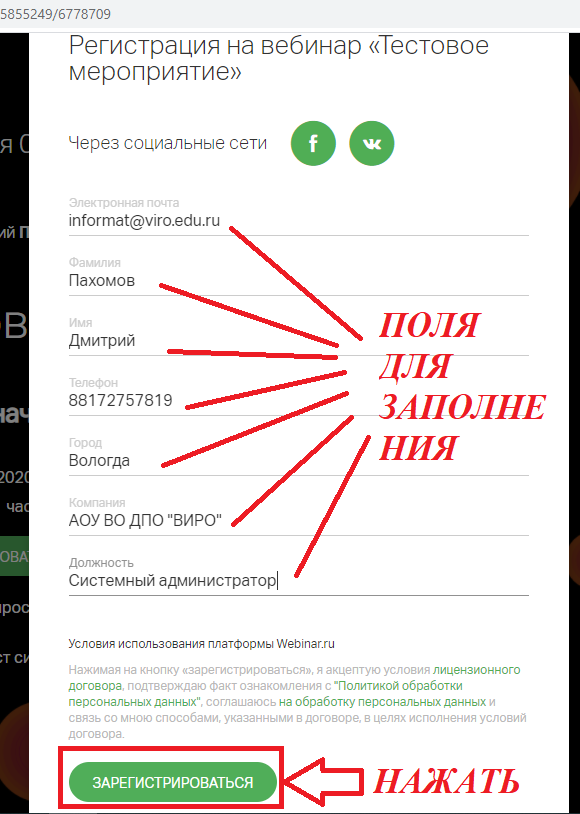 5855249/6778709
Регистрация на вебинар «Тестовое
мероприятие»
Через социальные сети
f
Электронная почта
informat@viro.edu.ru
Фамилия
Пахомов
Имя
Дмитрий
Телефон
88172757819
Город
Вологда
Компания
АОУ ВО ДПО "ВИРО"
Должность
Системный администратор
ПОЛЯ
ДЛЯ
ЗАПОЛНЕ
НИЯ
Условия использования платформы Webinar.ru
Нажимая на кнопку «зарегистрироваться», я акцептую условия лицензионного
договора, подтверждаю факт ознакомления с "Политикой обработки
персональных данных", соглашаюсь на обработку персональных данных и
связь со мною способами, указанными в договоре, в целях исполнения условий
договора.
ЗАРЕГИСТРИРОВАТЬСЯ
НАЖАТЬ